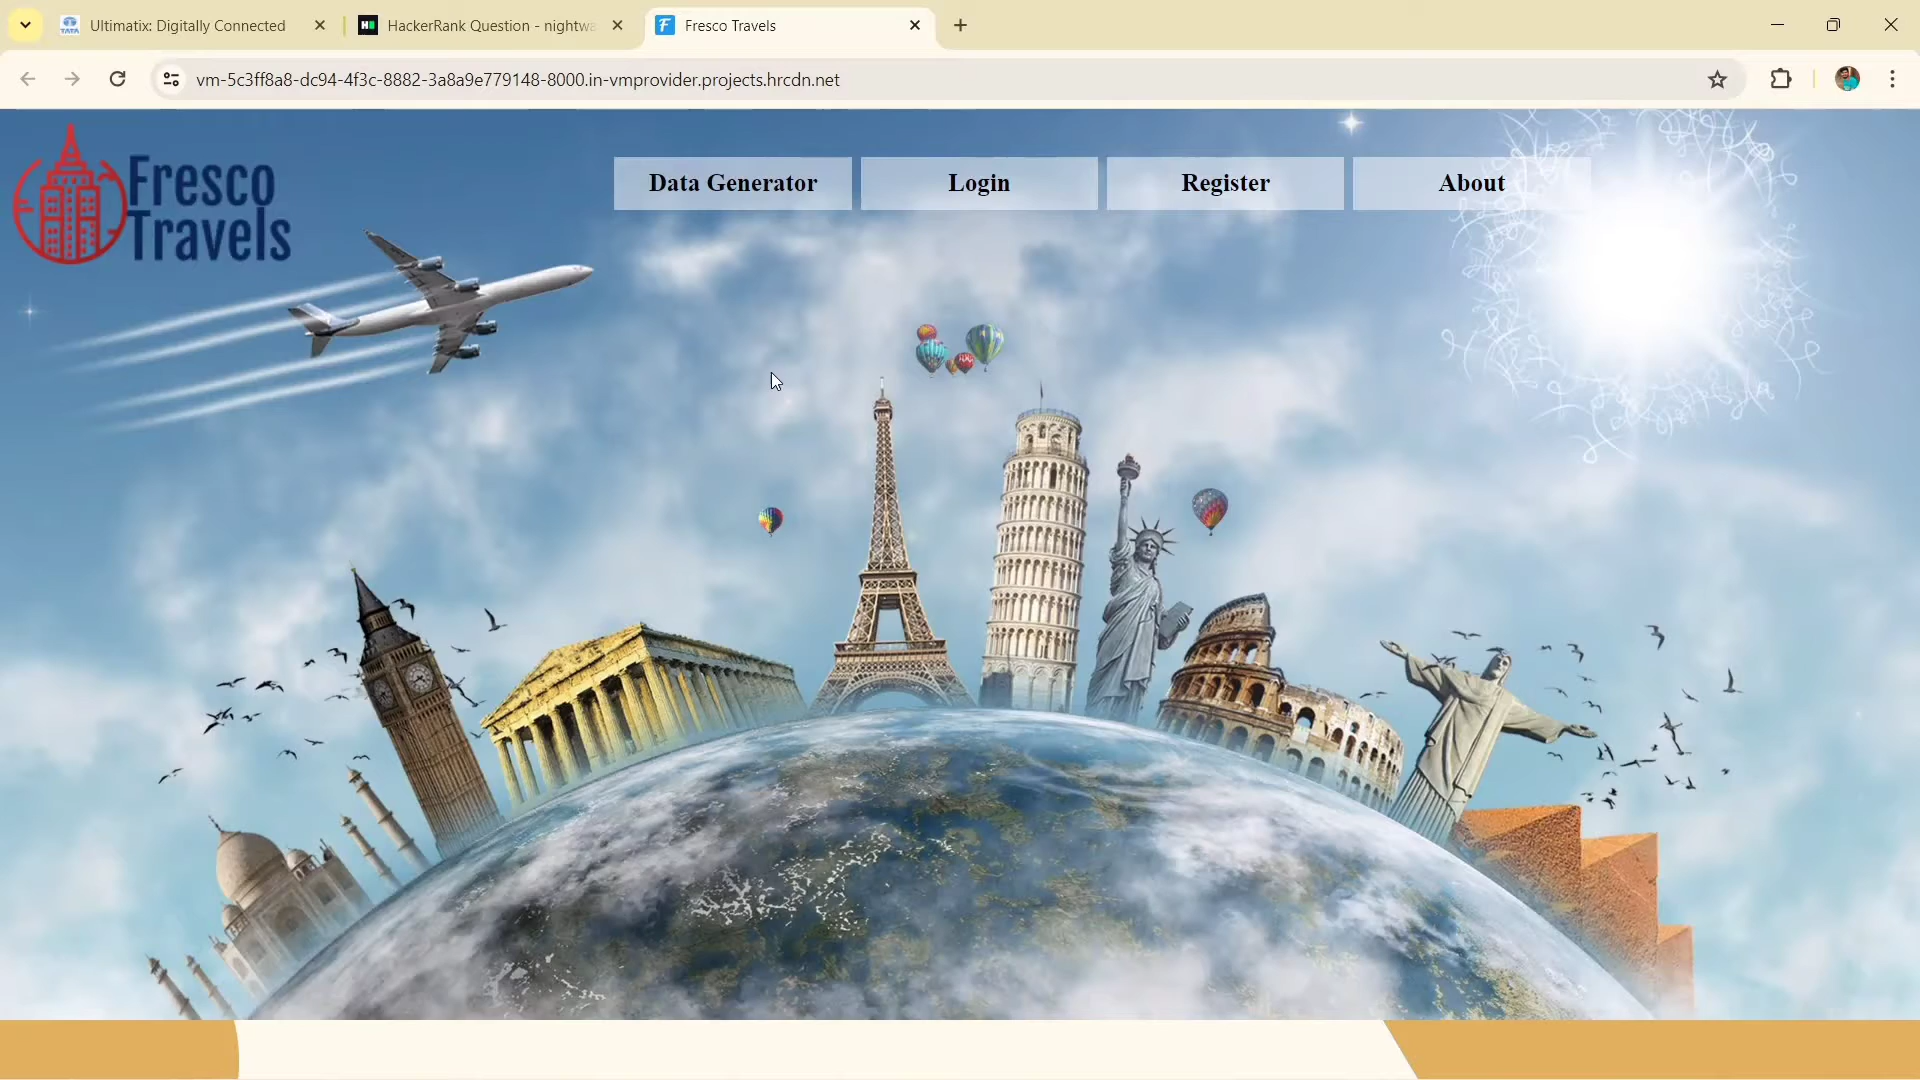 Ultimatix: Digitally Connected
HackerRank Question - nightwa
Fresco Travels
vm-5c3ff8a8-dc94-4f3c-8882-3a8a9e779148-8000.in-vmprovider.projects.hrcdn.net
Fresco
Travels
Data Generator
Login
Register
About